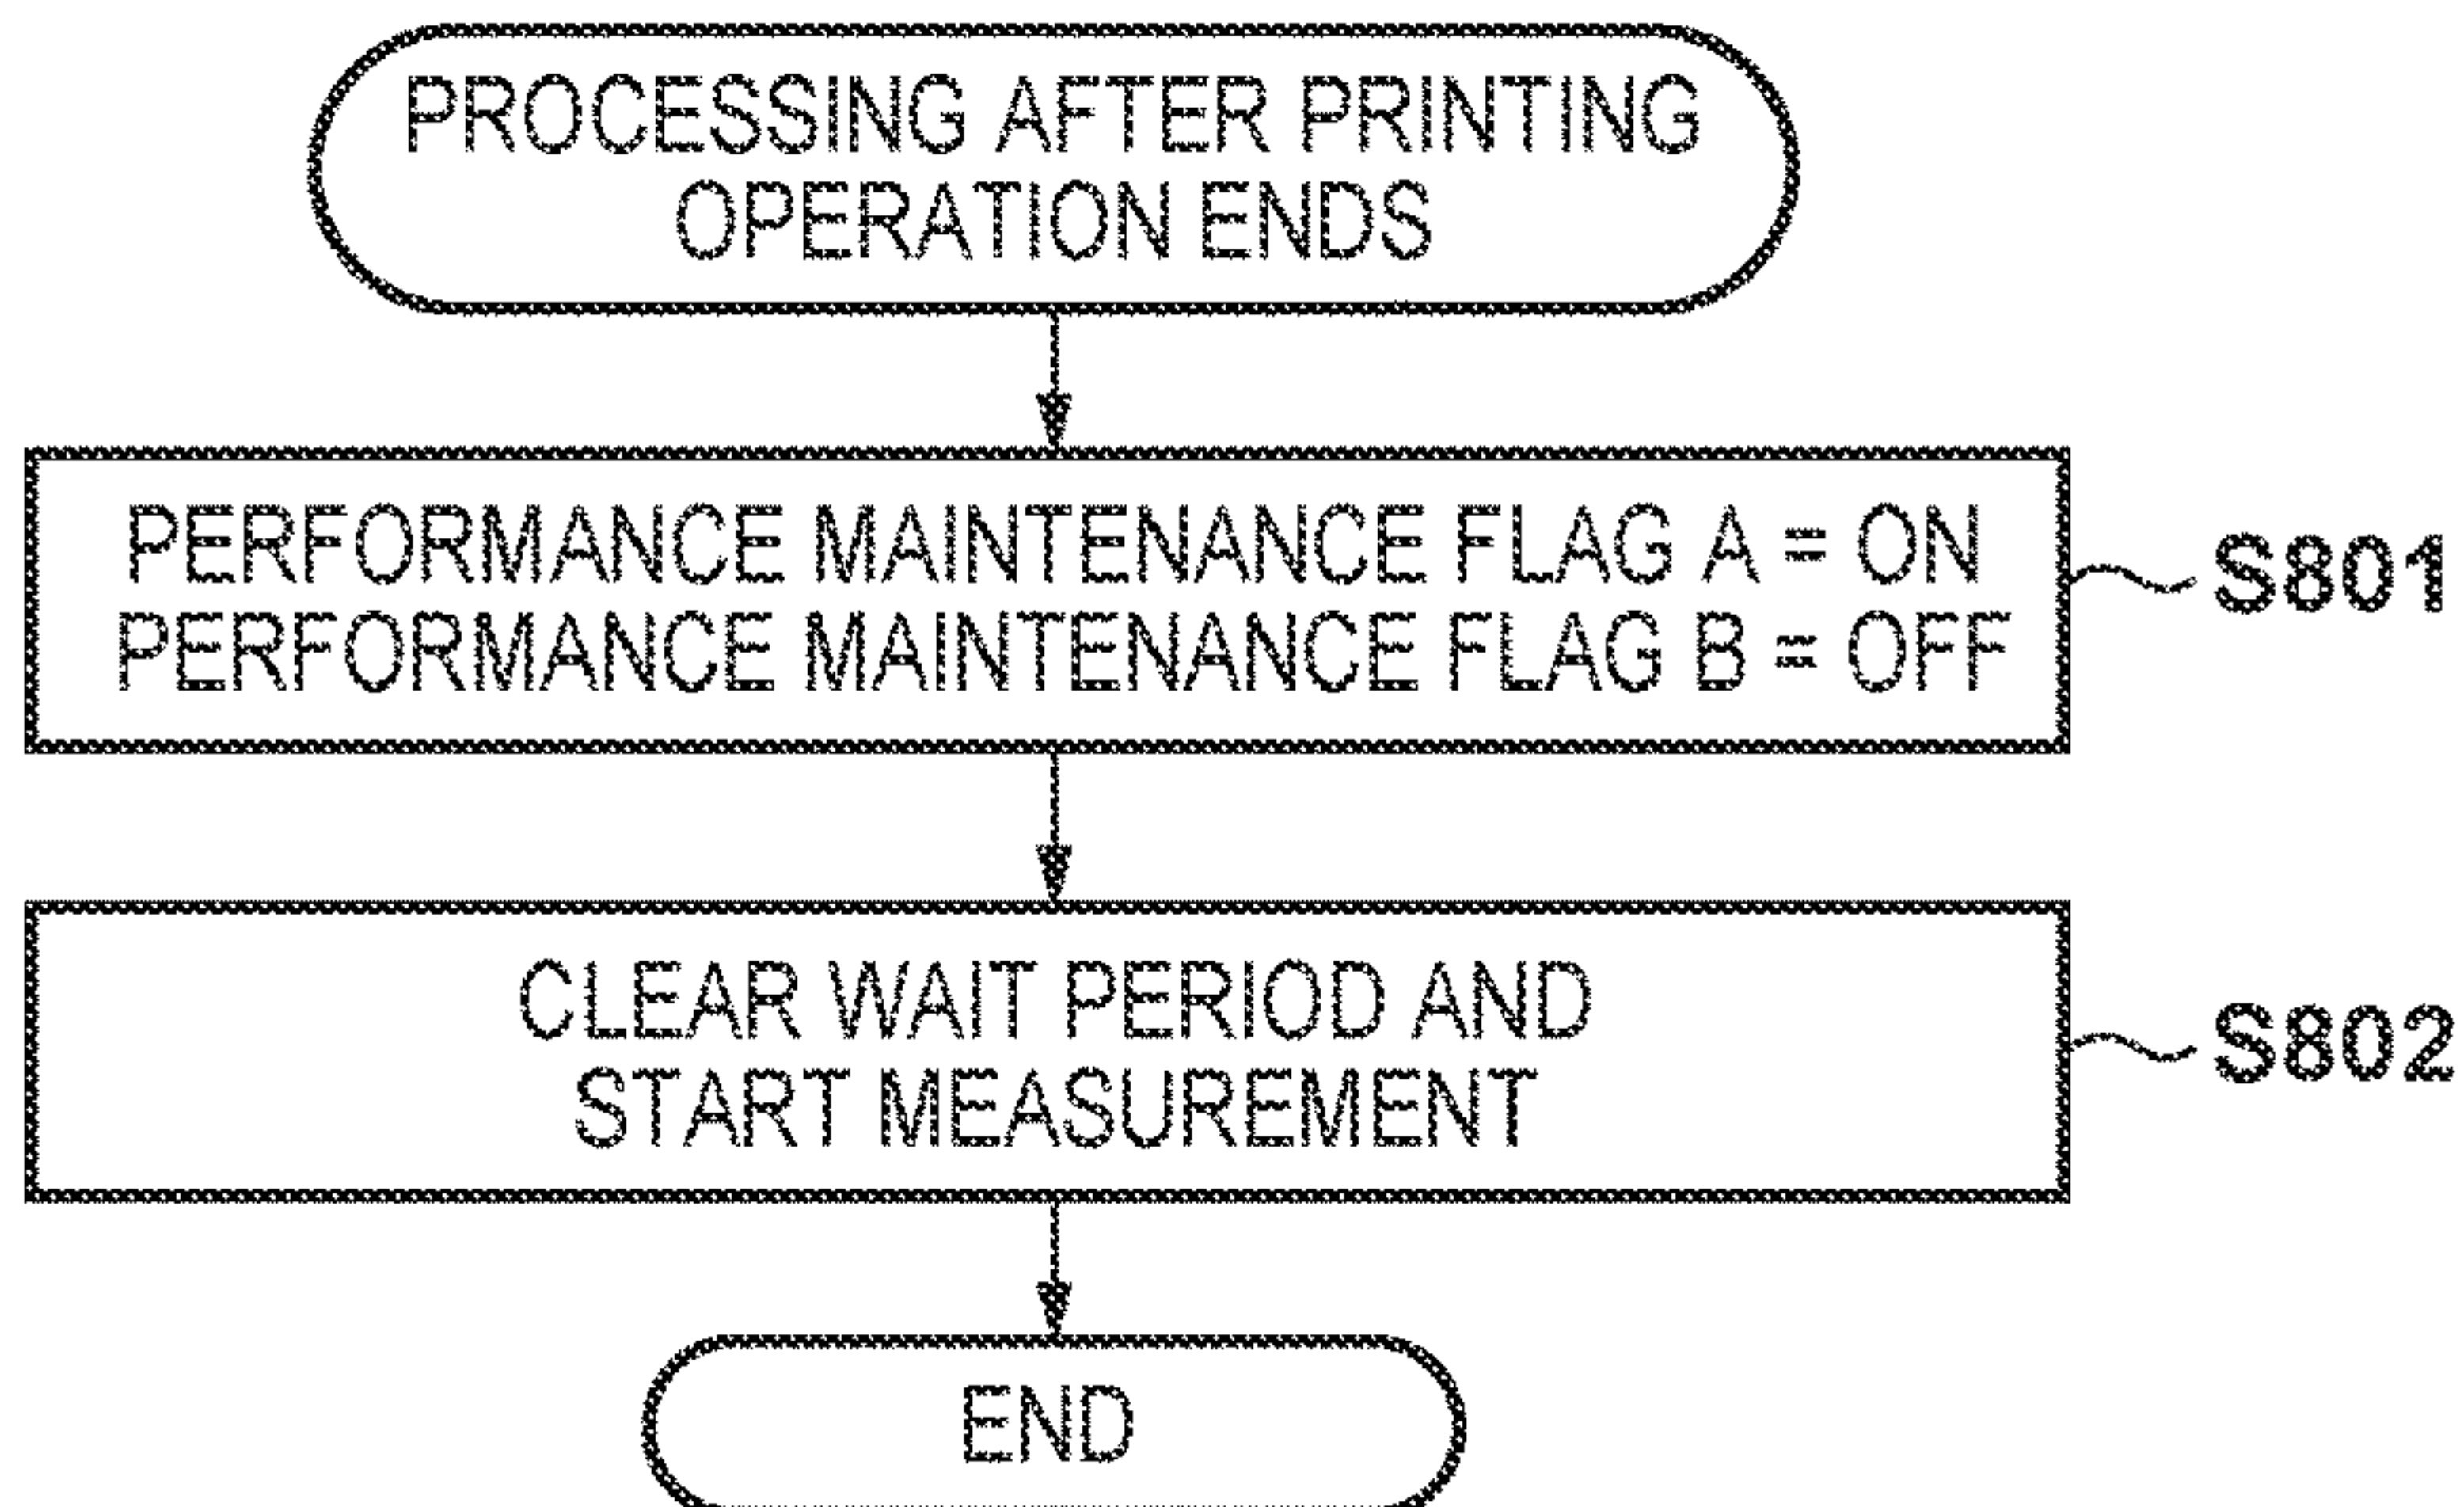 PROCESSING AFTER PRINTING
OPERATION ENDS
PERFORMANCE MAINTENANCE FLAG A = ON
PERFORMANCE MAINTENANCE FLAG B = OFF
S801
CLEAR WAIT PERIOD AND
START MEASUREMENT
S802
END